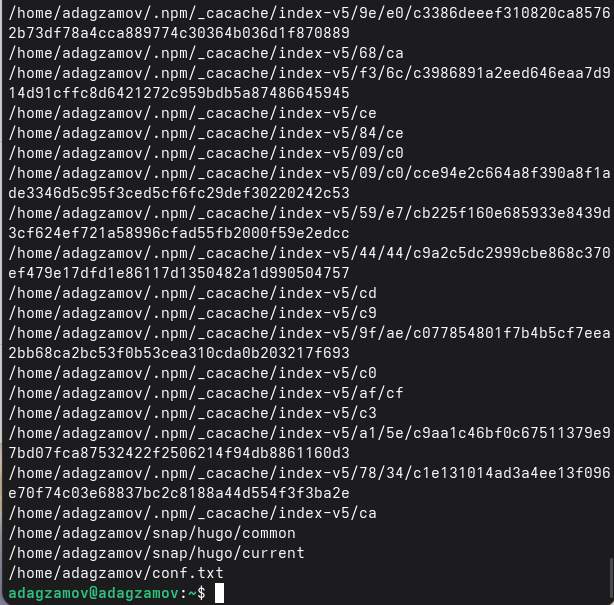 /home/adagzamov/.npm/_cacache/index-v5/9e/e0/c3386deeef310820ca8576
2b73df78a4cca889774c30364b036d1f870889
/home/adagzamov/.npm/_cacache/index-v5/68/ca
/home/adagzamov/.npm/_cacache/index-v5/f3/6c/c3986891a2eed646eaa7d9
14d91cffc8d6421272c959bdb5a87486645945
/home/adagzamov/.npm/_cacache/index-v5/ce
/home/adagzamov/.npm/_cacache/index-v5/84/ce
/home/adagzamov/.npm/_cacache/index-v5/09/c0
/home/adagzamov/.npm/_cacache/index-v5/09/c0/cce94e2c664a8f390a8f1a
de3346d5c95f3ced5cf6fc29def30220242c53
/home/adagzamov/.npm/_cacache/index-v5/59/e7/cb225f160e685933e8439d
3cf624ef721a58996cfad55fb2000f59e2edcc
/home/adagzamov/.npm/_cacache/index-v5/44/44/c9a2c5dc2999cbe868c370
ef479e17dfd1e86117d1350482a1d990504757
/home/adagzamov/.npm/_cacache/index-v5/cd
/home/adagzamov/.npm/_cacache/index-v5/c9
/home/adagzamov/.npm/_cacache/index-v5/9f/ae/c077854801f7b4b5cf7eea
2bb68ca2bc53f0b53cea310cda0b203217f693
/home/adagzamov/.npm/_cacache/index-v5/c0
/home/adagzamov/.npm/_cacache/index-v5/af/cf
/home/adagzamov/.npm/_cacache/index-v5/c3
/home/adagzamov/.npm/_cacache/index-v5/a1/5e/c9aa1c46bf0c67511379e9
7bd07fca87532422f2506214f94db8861160d3
/home/adagzamov/.npm/_cacache/index-v5/78/34/c1e131014ad3a4ee13f096
e70f74c03e68837bc2c8188a44d554f3f3ba2e
/home/adagzamov/.npm/_cacache/index-v5/ca
/home/adagzamov/snap/hugo/common
/home/adagzamov/snap/hugo/current
/home/adagzamov/conf.txt
adagzamov@adagzamov:~$